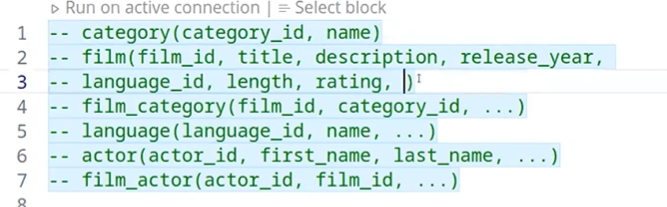 ▷ Run on active connection | ≡ Select block
1 -- category(category_id, name)
2 -- film(film_id, title, description, release_year,
3 -- language_id, length, rating, )
4 -- film_category(film_id, category_id, ...)
5 -- language(language_id, name, ...)
6 -- actor(actor_id, first_name, last_name, ...)
7 -- film_actor(actor_id, film_id, ...)
8